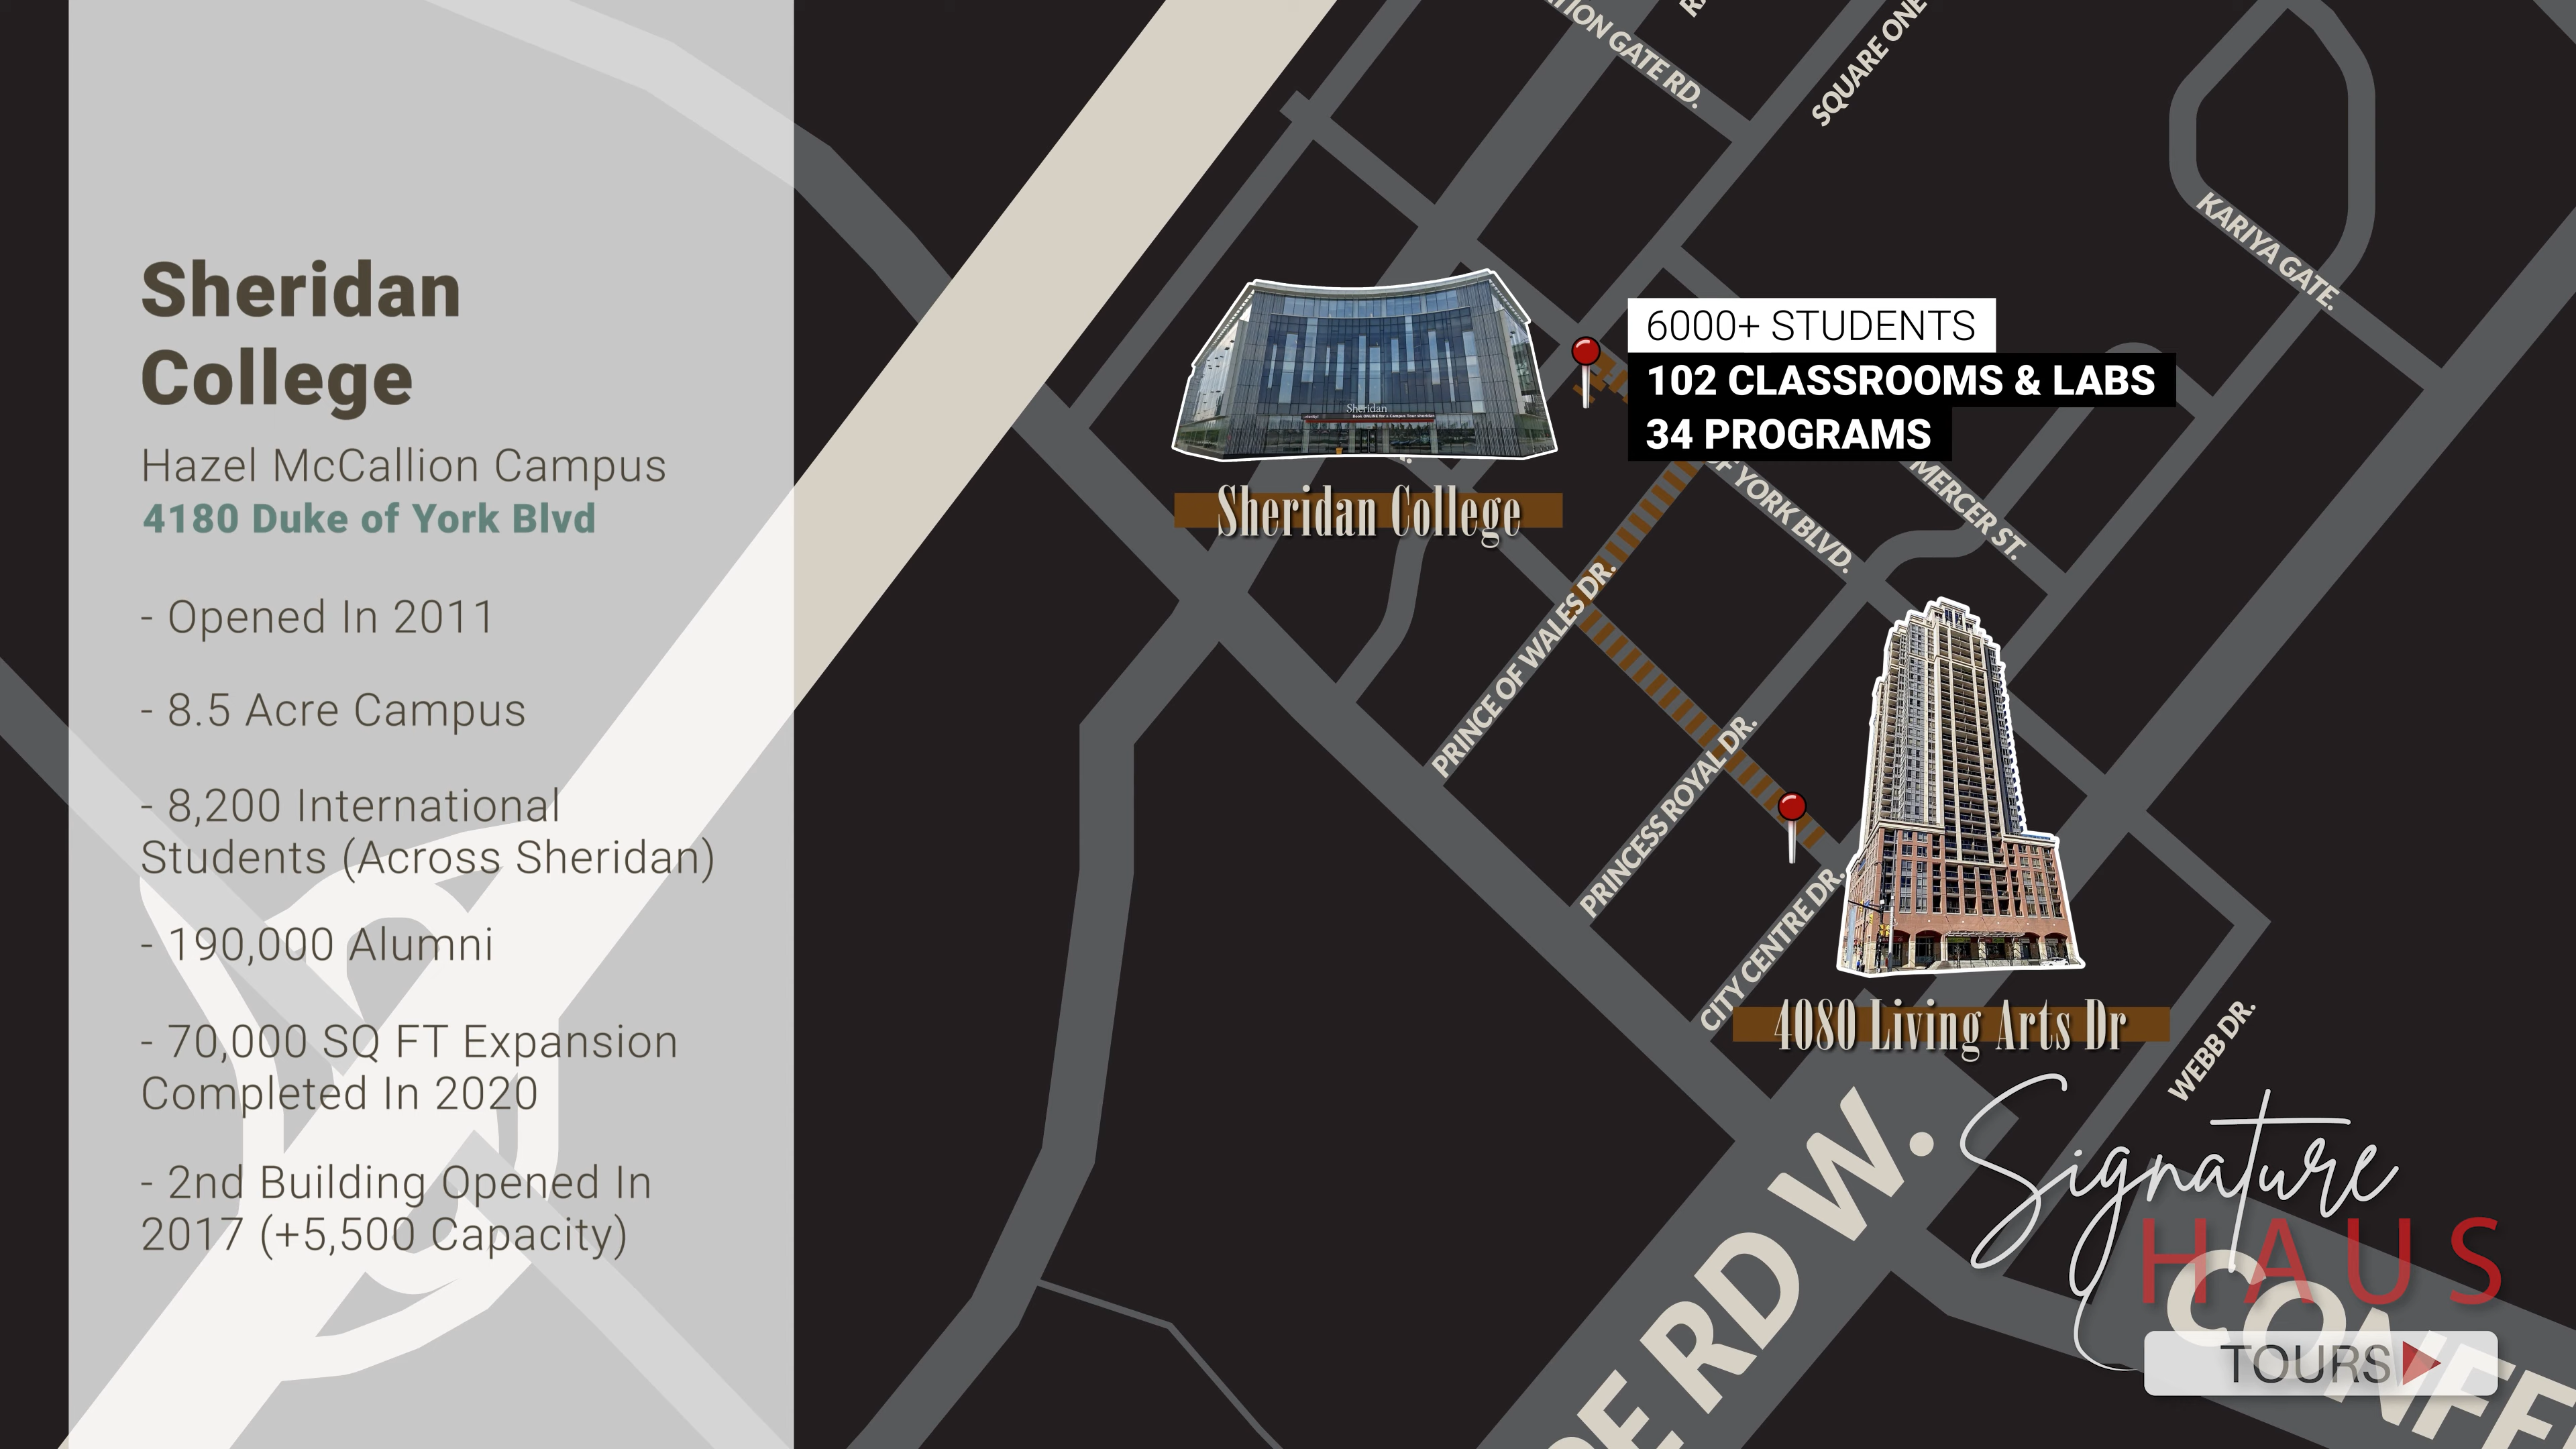 Sheridan
College
Hazel McCallion Campus
4180 Duke of York Blvd
- Opened In 2011
- 8.5 Acre Campus
- 8,200 International
Students (Across Sheridan)
- 190,000 Alumni
- 70,000 SQ FT Expansion
Completed In 2020
- 2nd Building Opened In
2017 (+5,500 Capacity)
GATE RD.
SQUARE ONE
KARIYA GATE.
6000+ STUDENTS
102 CLASSROOMS & LABS
34 PROGRAMS
Sheridan
Sheridan College
YORK BLVD.
MERCER ST.
PRINCE OF WALES DR.
PRINCESS ROYAL DR.
CITY CENTRE DR.
4080 Living Arts Dr
WEBB DR.
RD W.
Signature
HAUS
TOURS